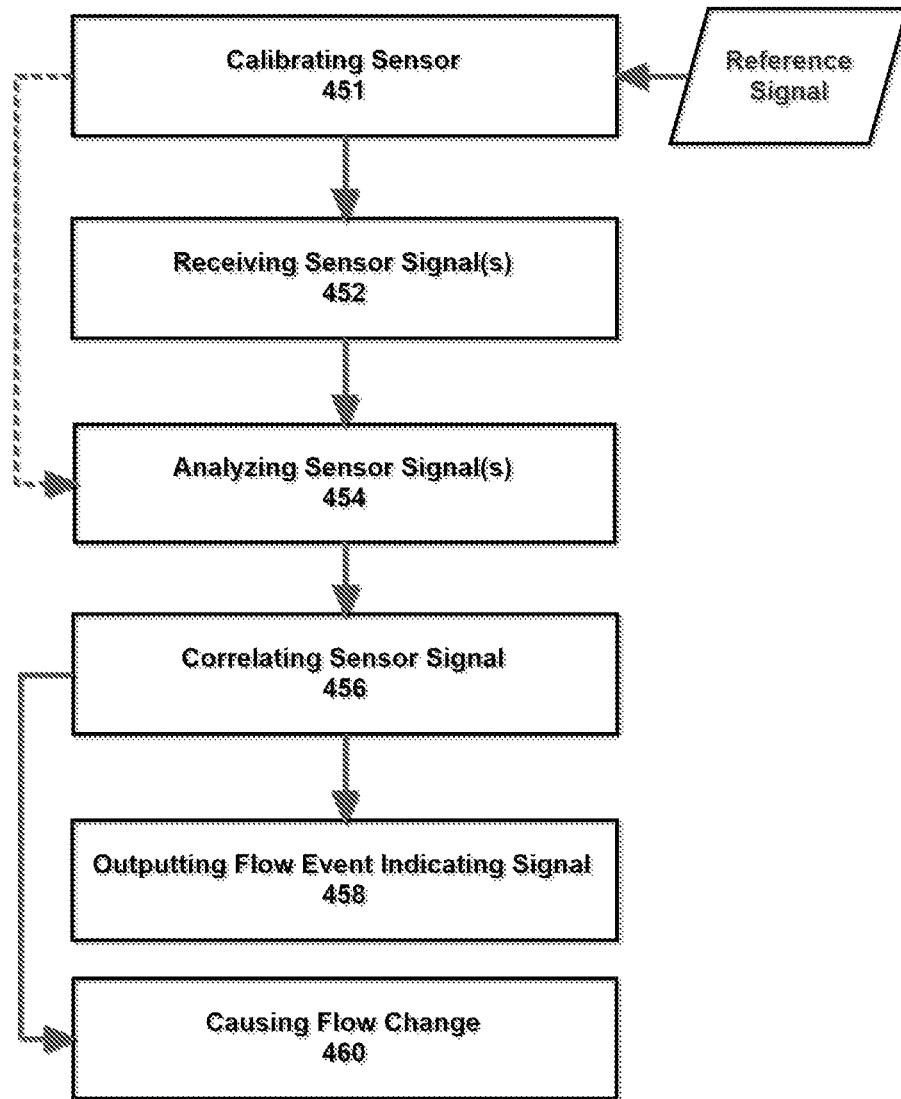 Calibrating Sensor
451
Reference
Signal
Receiving Sensor Signal(s)
452
Analyzing Sensor Signal(s)
454
Correlating Sensor Signal
456
Outputting Flow Event Indicating Signal
458
Causing Flow Change
460